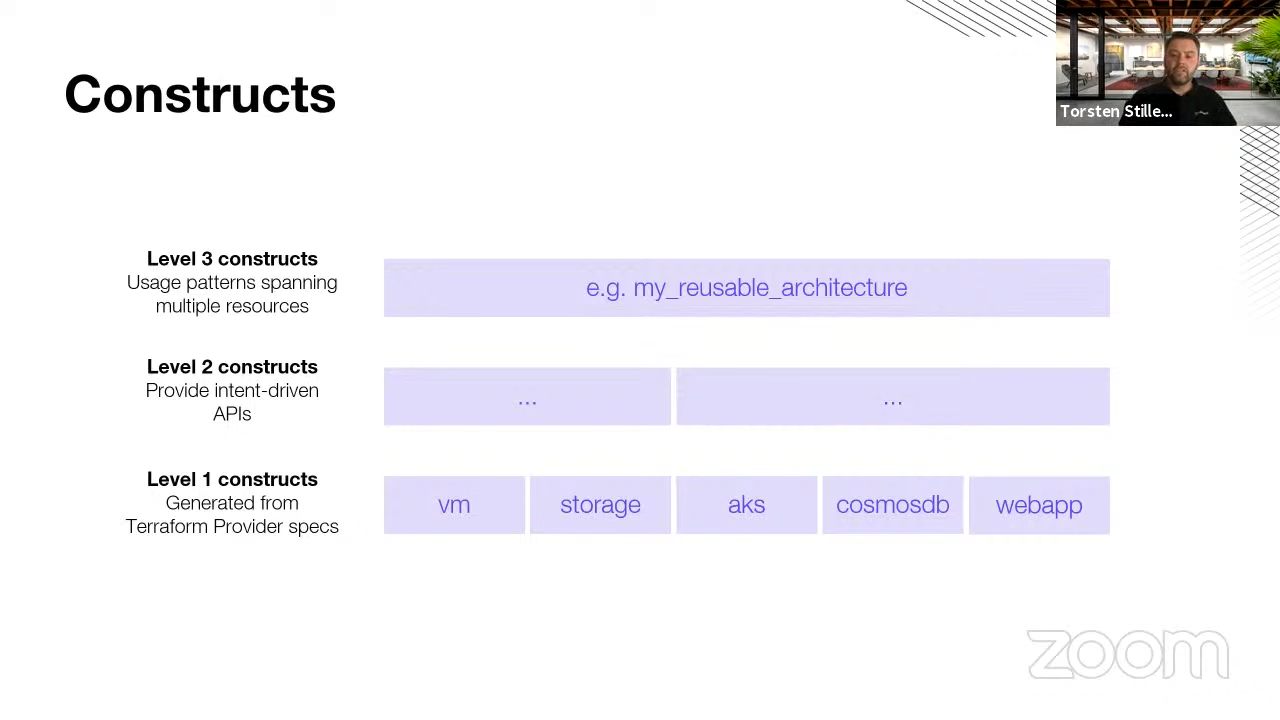 Constructs
Torsten Stille...
Level 3 constructs
Usage patterns spanning
multiple resources
e.g. my_reusable_architecture
Level 2 constructs
Provide intent-driven
APIs
...
...
Level 1 constructs
Generated from
Terraform Provider specs
vm
storage
aks
cosmosdb
webapp
zoom